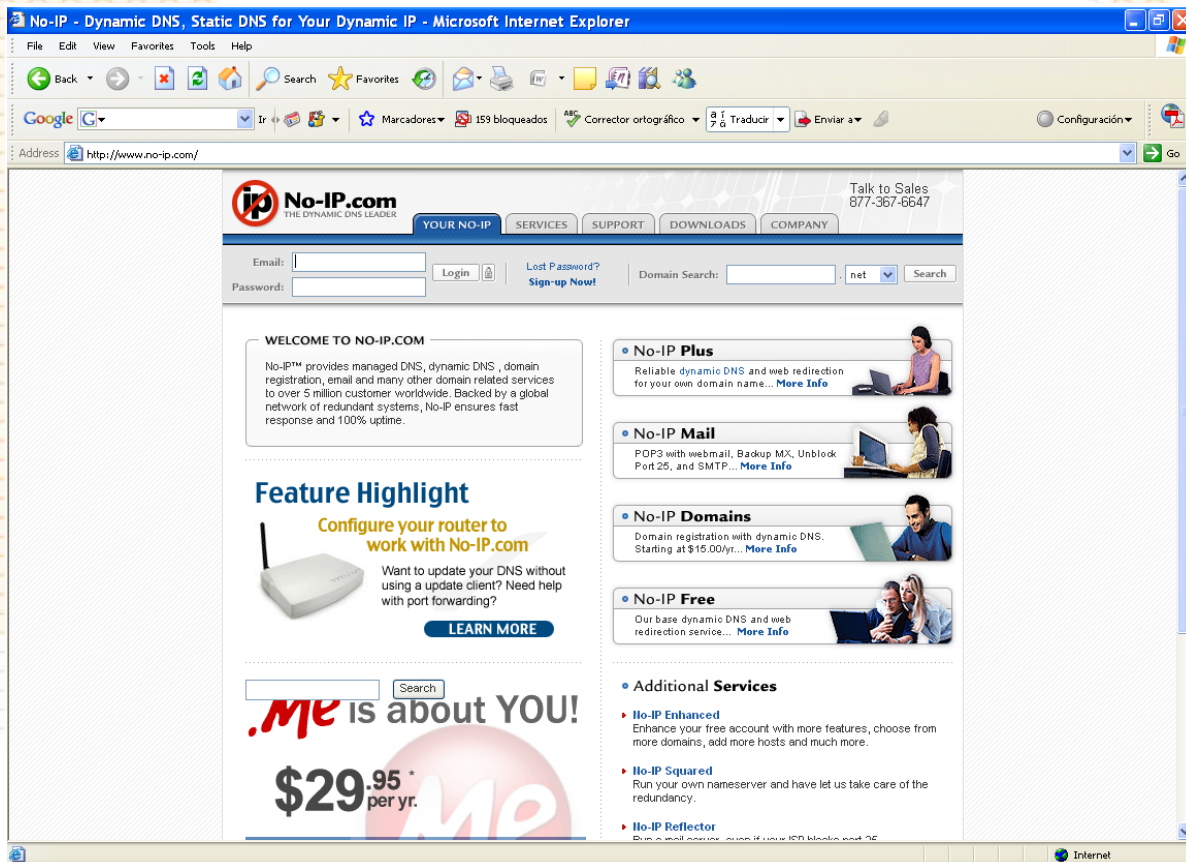 No-IP - Dynamic DNS, Static DNS for Your Dynamic IP - Microsoft Internet Explorer
File Edit View Favorites Tools Help
Back Search Favorites
Google G Ir Marcadores 159 bloqueados ABC Corrector ortográfico Traducir Enviar a Configuración
Address http://www.no-ip.com/ Go
ip No-IP.com
THE DYNAMIC DNS LEADER
Talk to Sales
877-367-6647
YOUR NO-IP SERVICES SUPPORT DOWNLOADS COMPANY
Email:
Password:
Login
Lost Password?
Sign-up Now!
Domain Search: . net Search
WELCOME TO NO-IP.COM
No-IP™ provides managed DNS, dynamic DNS , domain
registration, email and many other domain related services
to over 5 million customer worldwide. Backed by a global
network of redundant systems, No-IP ensures fast
response and 100% uptime.
Feature Highlight
Configure your router to
work with No-IP.com
Want to update your DNS without
using a update client? Need help
with port forwarding?
LEARN MORE
Search
.Me is about YOU!
$29.95 *
per yr.
Me
No-IP Plus
Reliable dynamic DNS and web redirection
for your own domain name... More Info
No-IP Mail
POP3 with webmail, Backup MX, Unblock
Port 25, and SMTP... More Info
No-IP Domains
Domain registration with dynamic DNS.
Starting at $15.00/yr... More Info
No-IP Free
Our base dynamic DNS and web
redirection service... More Info
Additional Services
No-IP Enhanced
Enhance your free account with more features, choose from
more domains, add more hosts and much more.
No-IP Squared
Run your own nameserver and have let us take care of the
redundancy.
No-IP Reflector
Run a mail server, even if your ISP blocks port 25.
Internet